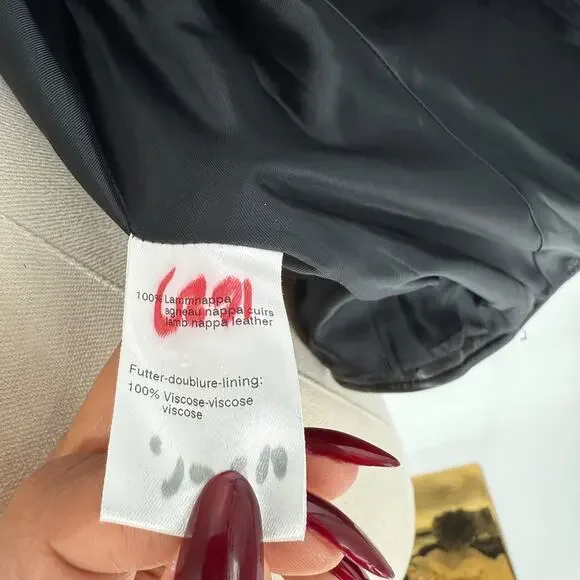 100% Lammnappa
agneau nappa cuirs
lamb nappa leather
Futter-doublure-lining:
100% Viscose-viscose
viscose